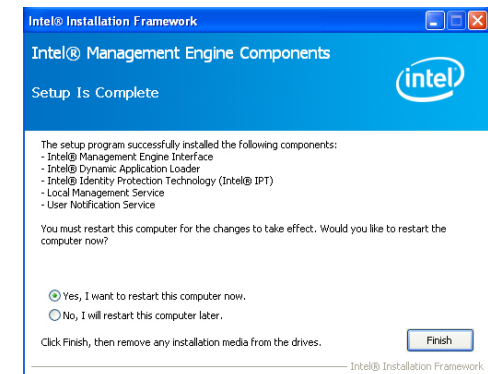 Intel® Installation Framework
Intel® Management Engine Components
Setup Is Complete
intel
The setup program successfully installed the following components:
- Intel® Management Engine Interface
- Intel® Dynamic Application Loader
- Intel® Identity Protection Technology (Intel® IPT)
- Local Management Service
- User Notification Service
You must restart this computer for the changes to take effect. Would you like to restart the
computer now?
Yes, I want to restart this computer now.
No, I will restart this computer later.
Click Finish, then remove any installation media from the drives.
Finish
Intel® Installation Framework